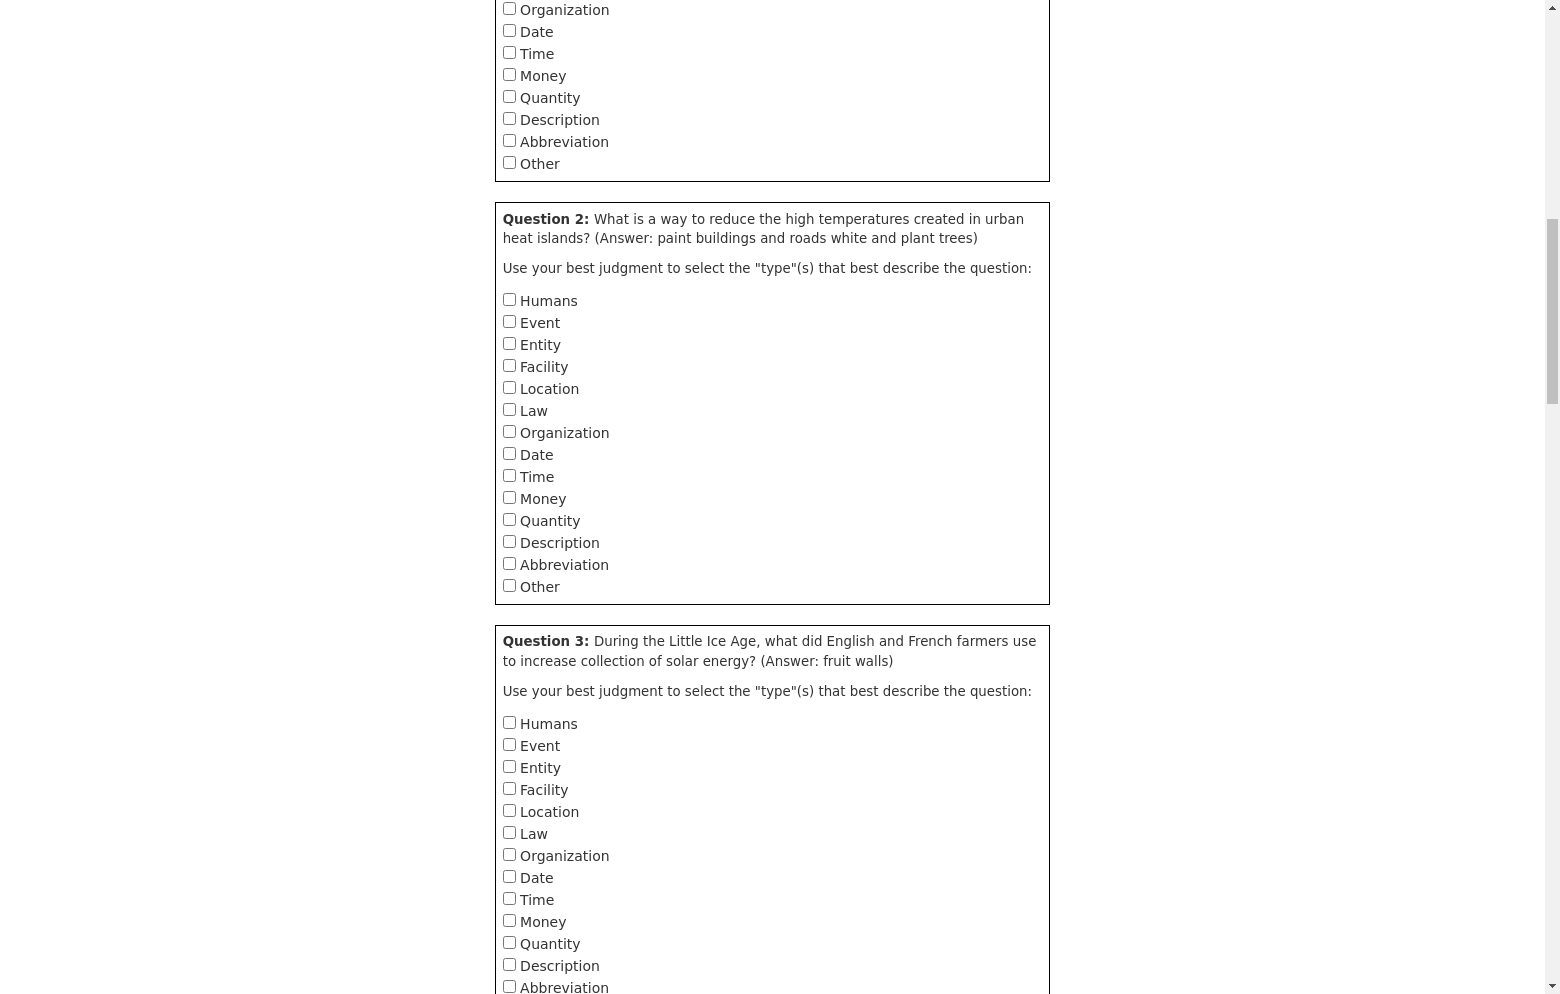 Organization
Date
Time
Money
Quantity
Description
Abbreviation
Other
Question 2: What is a way to reduce the high temperatures created in urban
heat islands? (Answer: paint buildings and roads white and plant trees)
Use your best judgment to select the "type"(s) that best describe the question:
Humans
Event
Entity
Facility
Location
Law
Organization
Date
Time
Money
Quantity
Description
Abbreviation
Other
Question 3: During the Little Ice Age, what did English and French farmers use
to increase collection of solar energy? (Answer: fruit walls)
Use your best judgment to select the "type"(s) that best describe the question:
Humans
Event
Entity
Facility
Location
Law
Organization
Date
Time
Money
Quantity
Description
Abbreviation